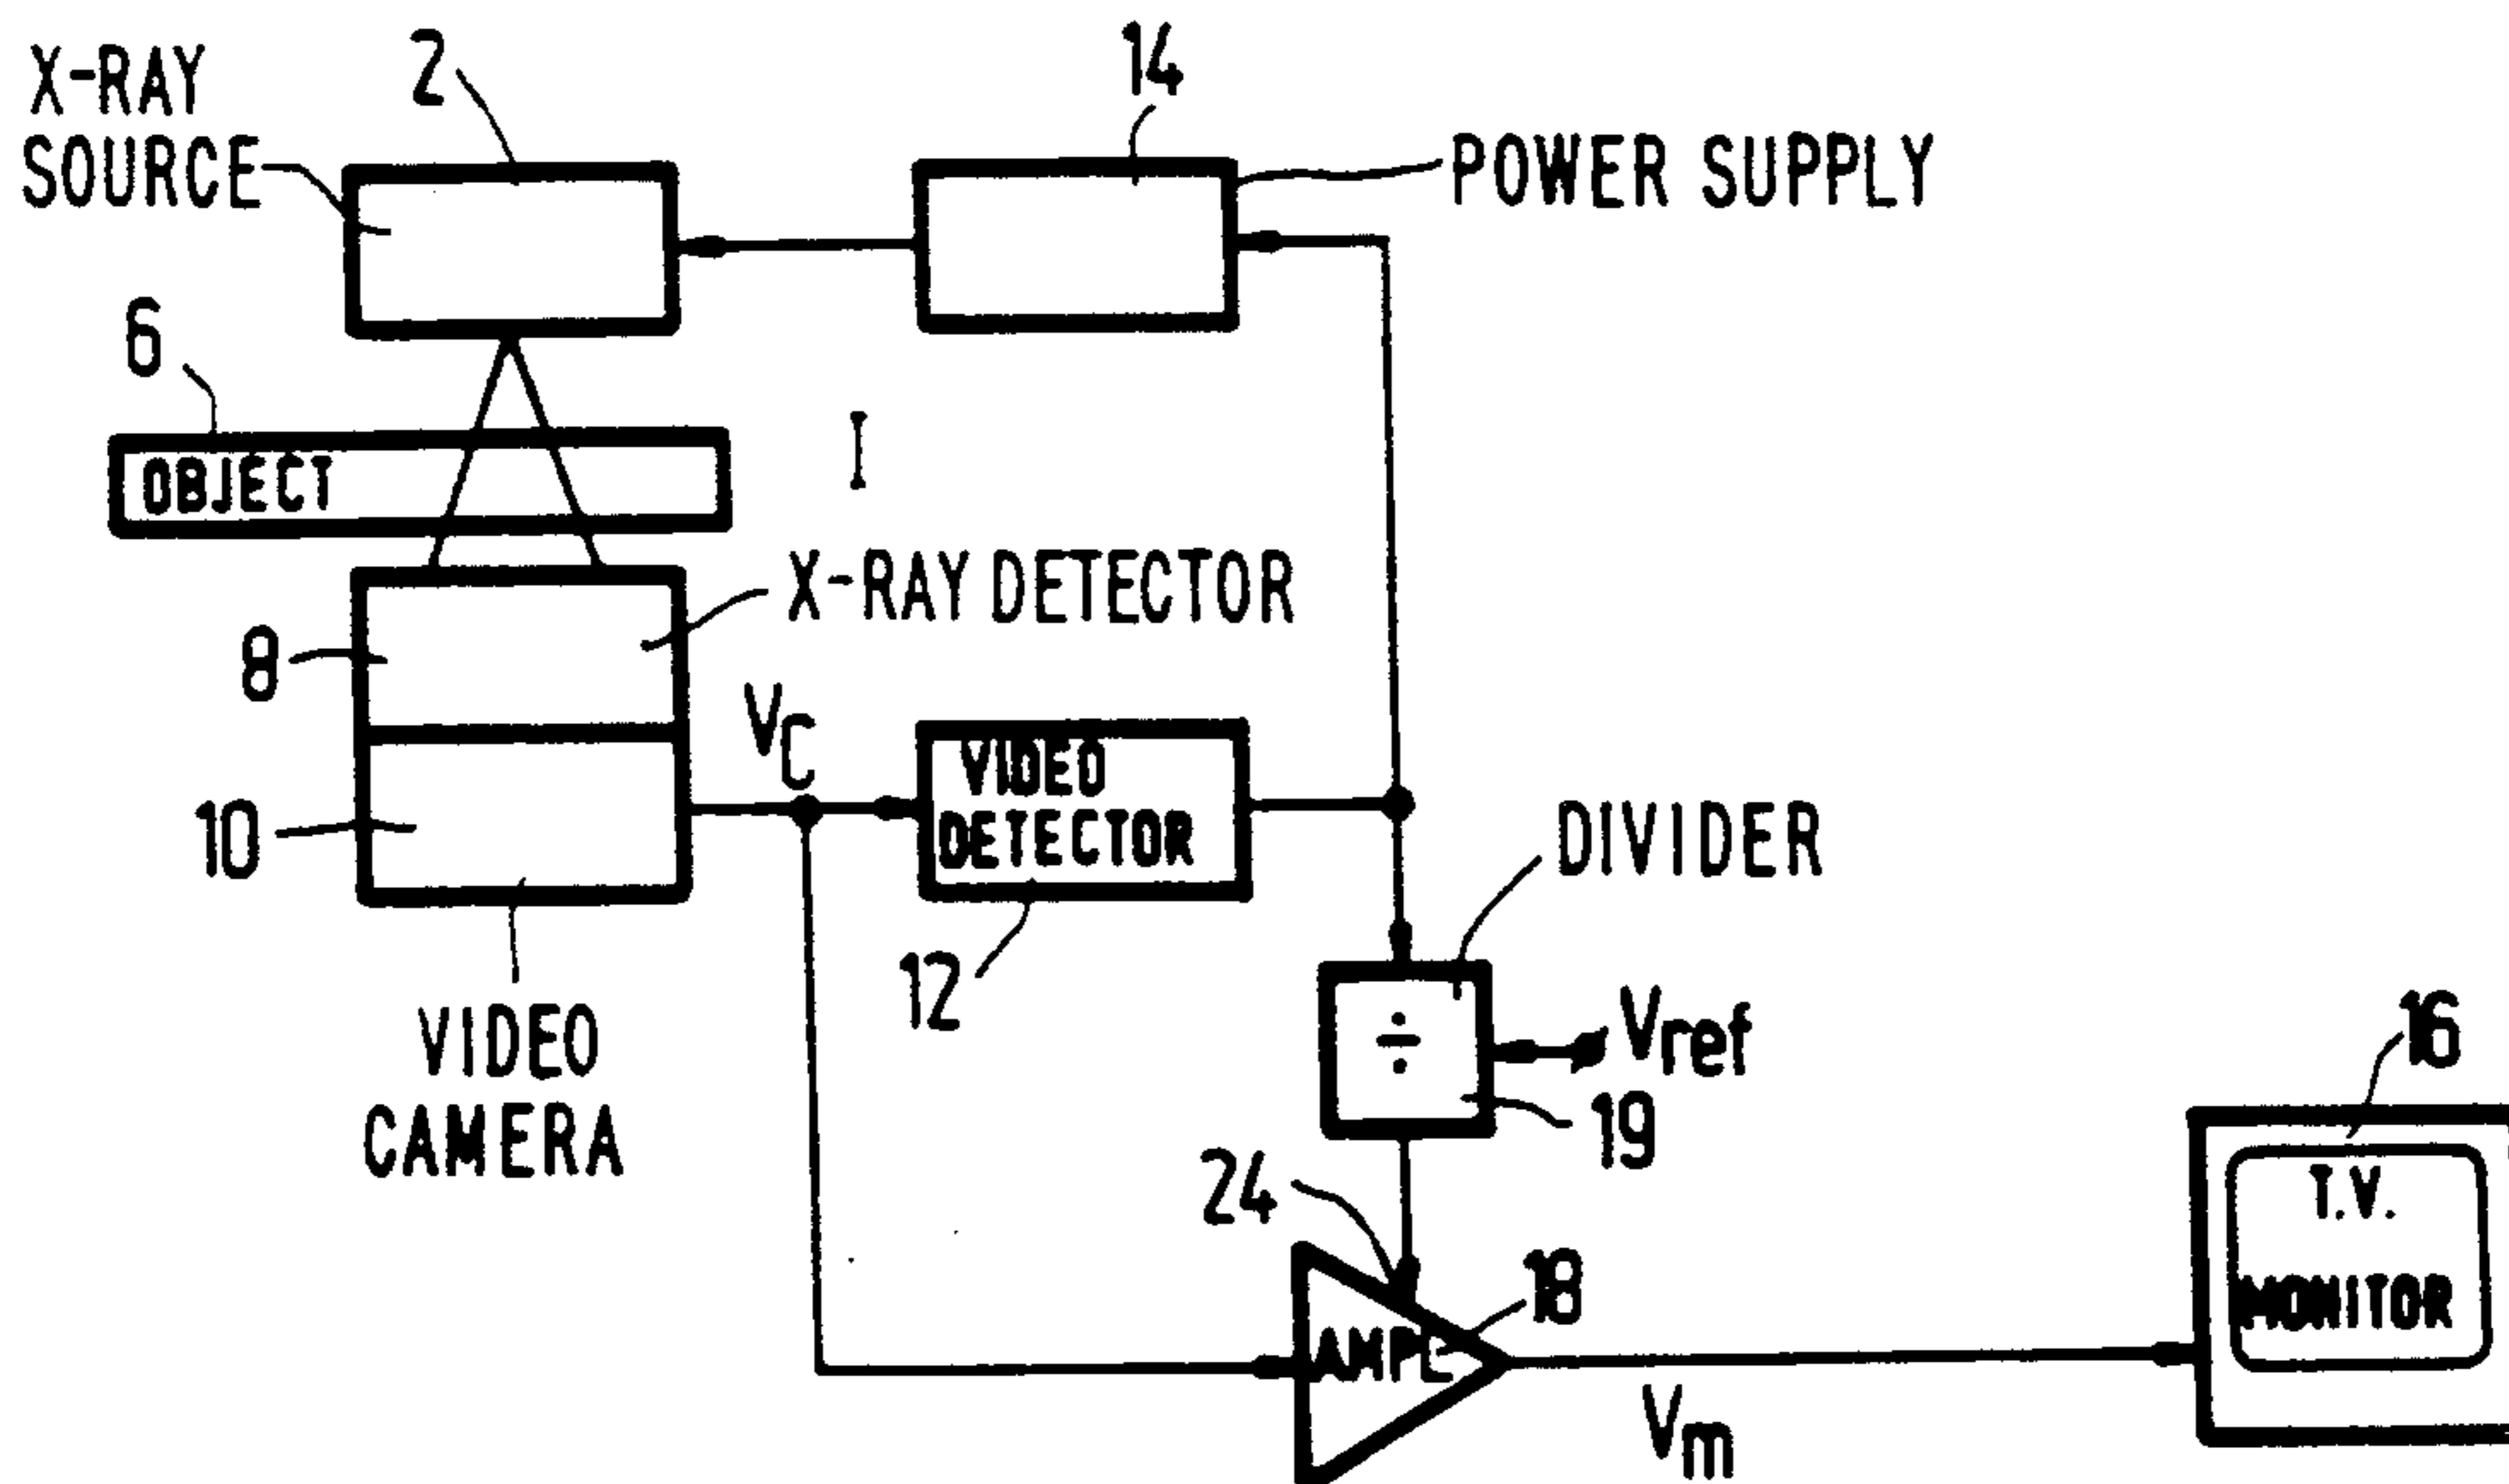 X-RAY
SOURCE
2
14
POWER SUPPLY
6
OBJECT
I
X-RAY DETECTOR
8
VC
VIDEO
DETECTOR
10
DIVIDER
12
÷
Vref
VIDEO
CAMERA
19
16
T.V.
MONITOR
24
18
AMPL
Vm